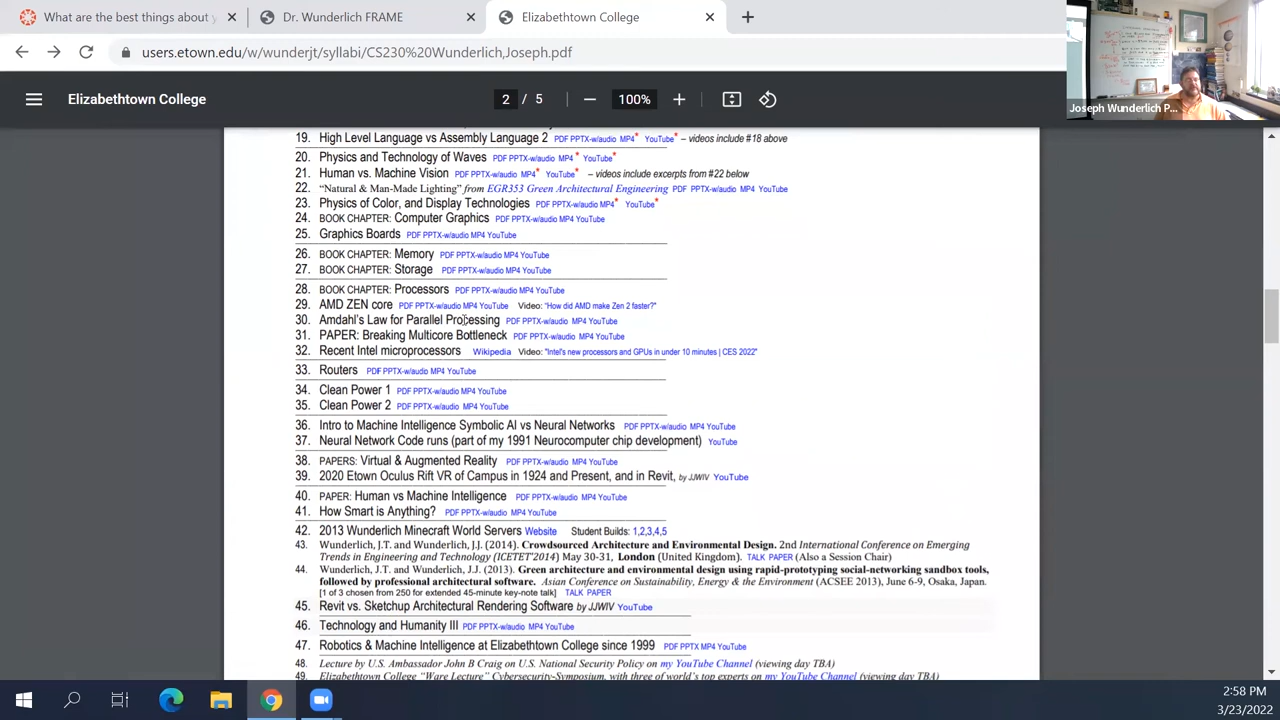 What are the best things about y
Dr. Wunderlich FRAME
Elizabethtown College
users.etown.edu/w/wunderjt/syllabi/CS230%20Wunderlich,Joseph.pdf
Elizabethtown College
2 / 5
100%
Joseph Wunderlich P...
19. High Level Language vs Assembly Language 2 PDF PPTX-w/audio MP4* YouTube* – videos include #18 above
20. Physics and Technology of Waves PDF PPTX-w/audio MP4* YouTube*
21. Human vs. Machine Vision PDF PPTX-w/audio MP4* YouTube* – videos include excerpts from #22 below
22. “Natural & Man-Made Lighting” from EGR353 Green Architectural Engineering PDF PPTX-w/audio MP4 YouTube
23. Physics of Color, and Display Technologies PDF PPTX-w/audio MP4* YouTube*
24. BOOK CHAPTER: Computer Graphics PDF PPTX-w/audio MP4 YouTube
25. Graphics Boards PDF PPTX-w/audio MP4 YouTube
26. BOOK CHAPTER: Memory PDF PPTX-w/audio MP4 YouTube
27. BOOK CHAPTER: Storage PDF PPTX-w/audio MP4 YouTube
28. BOOK CHAPTER: Processors PDF PPTX-w/audio MP4 YouTube
29. AMD ZEN core PDF PPTX-w/audio MP4 YouTube Video: "How did AMD make Zen 2 faster?"
30. Amdahl's Law for Parallel Processing PDF PPTX-w/audio MP4 YouTube
31. PAPER: Breaking Multicore Bottleneck PDF PPTX-w/audio MP4 YouTube
32. Recent Intel microprocessors Wikipedia Video: "Intel's new processors and GPUs in under 10 minutes | CES 2022"
33. Routers PDF PPTX-w/audio MP4 YouTube
34. Clean Power 1 PDF PPTX-w/audio MP4 YouTube
35. Clean Power 2 PDF PPTX-w/audio MP4 YouTube
36. Intro to Machine Intelligence Symbolic AI vs Neural Networks PDF PPTX-w/audio MP4 YouTube
37. Neural Network Code runs (part of my 1991 Neurocomputer chip development) YouTube
38. PAPERS: Virtual & Augmented Reality PDF PPTX-w/audio MP4 YouTube
39. 2020 Etown Oculus Rift VR of Campus in 1924 and Present, and in Revit, by JJWIV YouTube
40. PAPER: Human vs Machine Intelligence PDF PPTX-w/audio MP4 YouTube
41. How Smart is Anything? PDF PPTX-w/audio MP4 YouTube
42. 2013 Wunderlich Minecraft World Servers Website Student Builds: 1,2,3,4,5
43. Wunderlich, J.T. and Wunderlich, J.J. (2014). Crowdsourced Architecture and Environmental Design. 2nd International Conference on Emerging
Trends in Engineering and Technology (ICETET'2014) May 30-31, London (United Kingdom). TALK PAPER (Also a Session Chair)
44. Wunderlich, J.T. and Wunderlich, J.J. (2013). Green architecture and environmental design using rapid-prototyping social-networking sandbox tools,
followed by professional architectural software. Asian Conference on Sustainability, Energy & the Environment (ACSEE 2013), June 6-9, Osaka, Japan.
[1 of 3 chosen from 250 for extended 45-minute key-note talk] TALK PAPER
45. Revit vs. Sketchup Architectural Rendering Software by JJWIV YouTube
46. Technology and Humanity III PDF PPTX-w/audio MP4 YouTube
47. Robotics & Machine Intelligence at Elizabethtown College since 1999 PDF PPTX MP4 YouTube
48. Lecture by U.S. Ambassador John B Craig on U.S. National Security Policy on my YouTube Channel (viewing day TBA)
49. Elizabethtown College "Ware Lecture" Cybersecurity-Symposium, with three of world's top experts on my YouTube Channel (viewing day TBA)
2:58 PM
3/23/2022